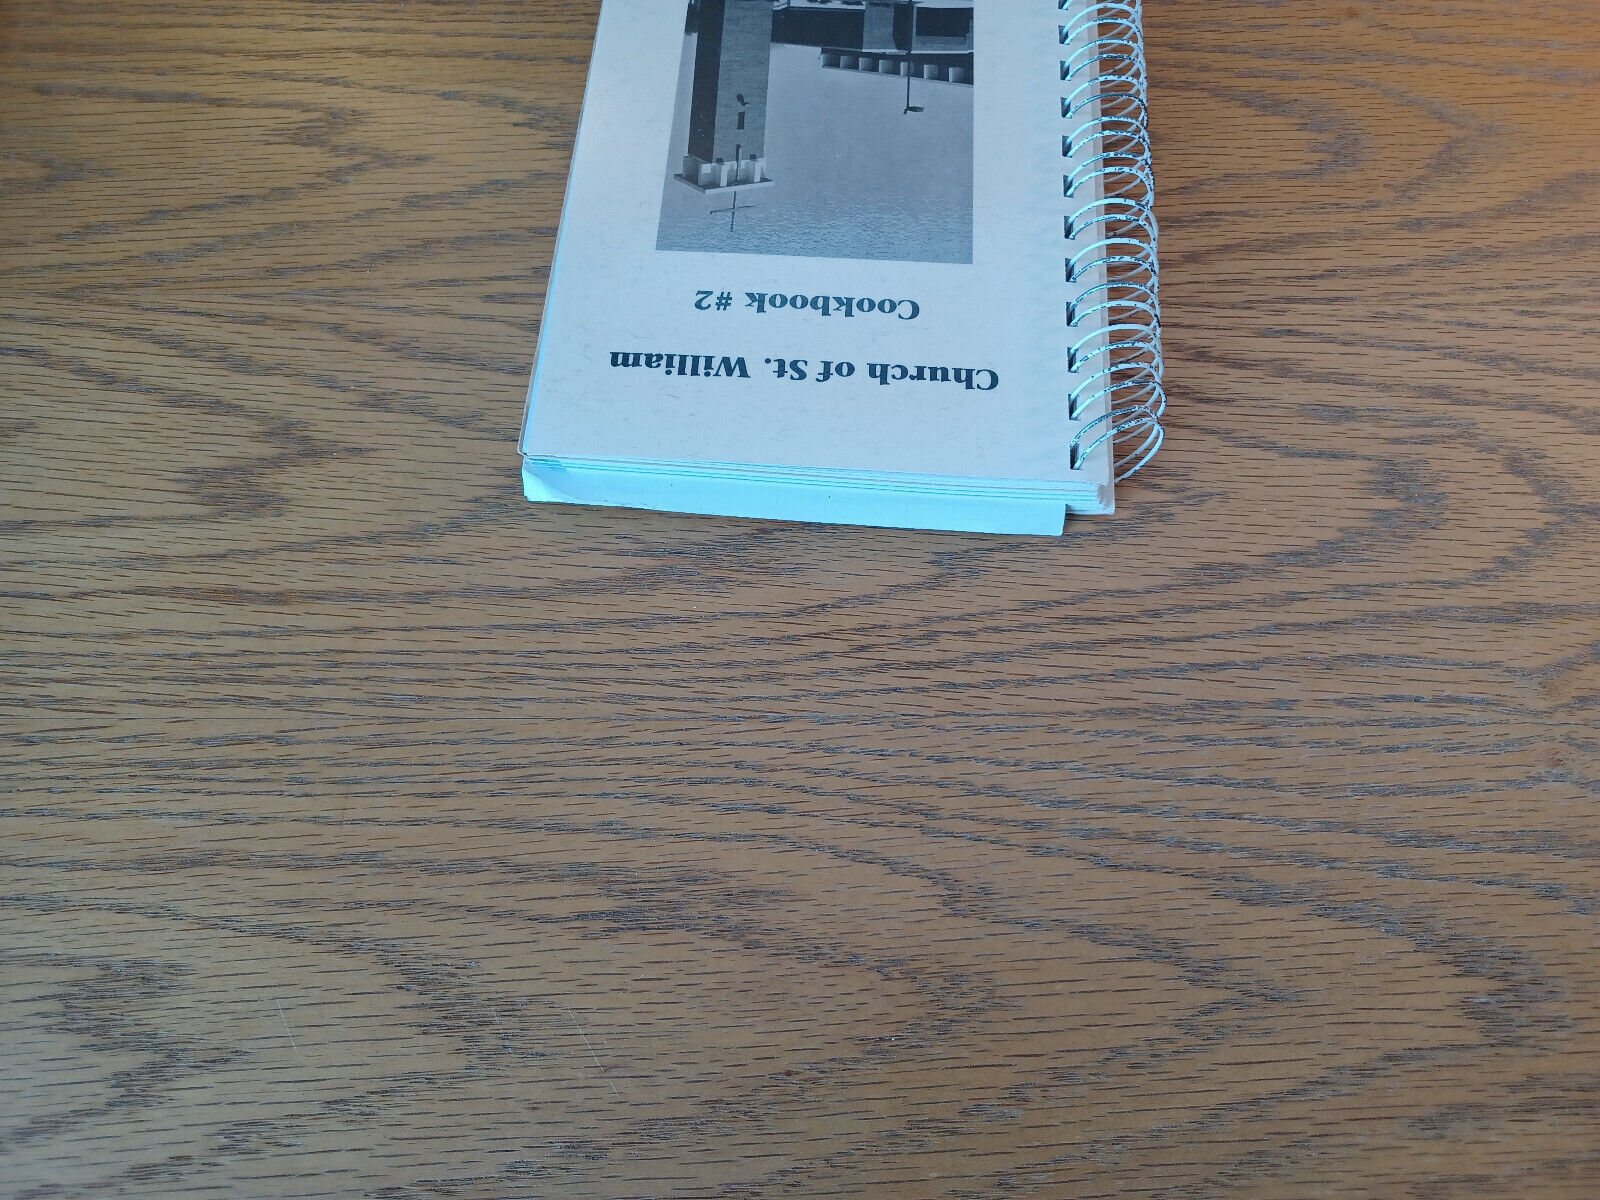 Church of St. William
Cookbook #2